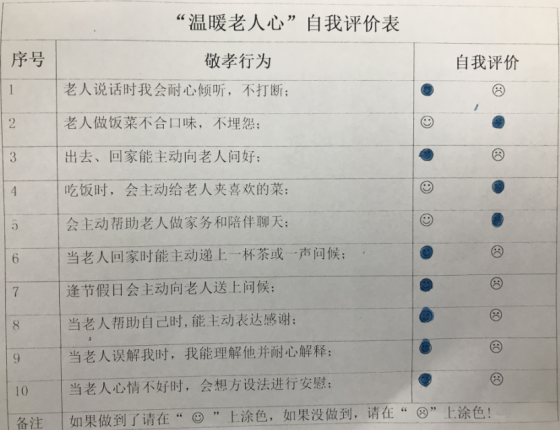 “温暖老人心”自我评价表
序号 敬孝行为 自我评价
1 老人说话时我会耐心倾听，不打断；
2 老人做饭菜不合口味，不埋怨；
3 出去、回家能主动向老人问好；
4 吃饭时，会主动给老人夹喜欢的菜；
5 会主动帮助老人做家务和陪伴聊天；
6 当老人回家时能主动递上一杯茶或一声问候；
7 逢节假日会主动向老人送上问候；
8 当老人帮助自己时,能主动表达感谢；
9 当老人误解我时，我能理解他并耐心解释；
10 当老人心情不好时，会想方设法进行安慰；
备注 如果做到了请在“☺”上涂色，如果没做到，请在“☹”上涂色！